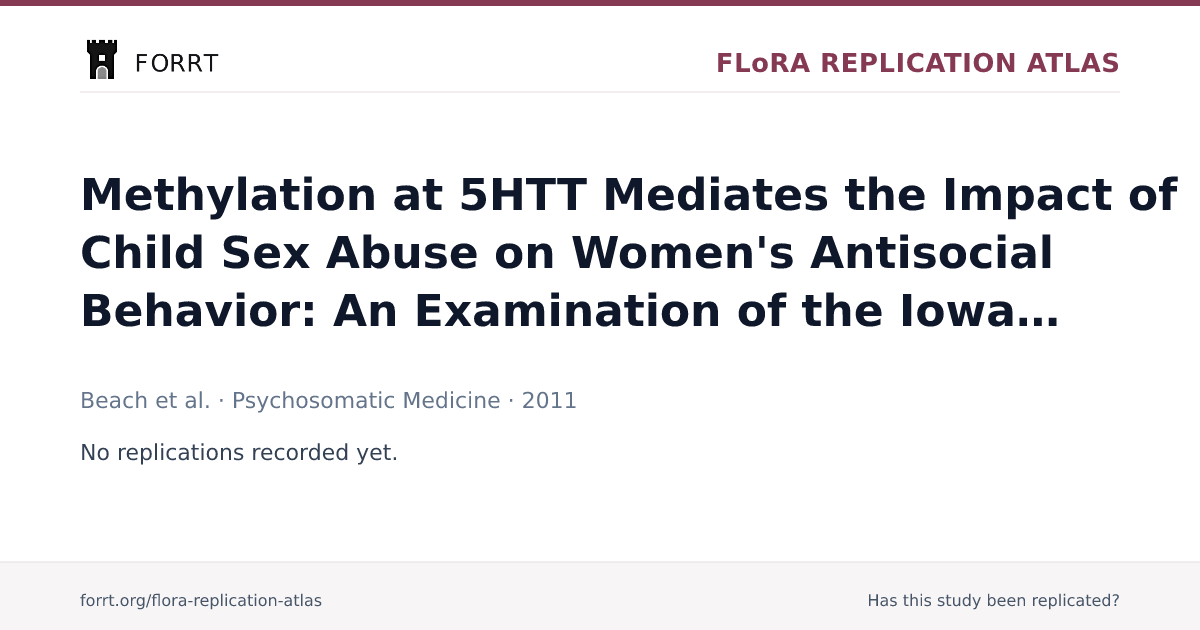 FORRT
FLoRA REPLICATION ATLAS
Methylation at 5HTT Mediates the Impact of
Child Sex Abuse on Women's Antisocial
Behavior: An Examination of the Iowa…
Beach et al. · Psychosomatic Medicine · 2011
No replications recorded yet.
forrt.org/flora-replication-atlas
Has this study been replicated?